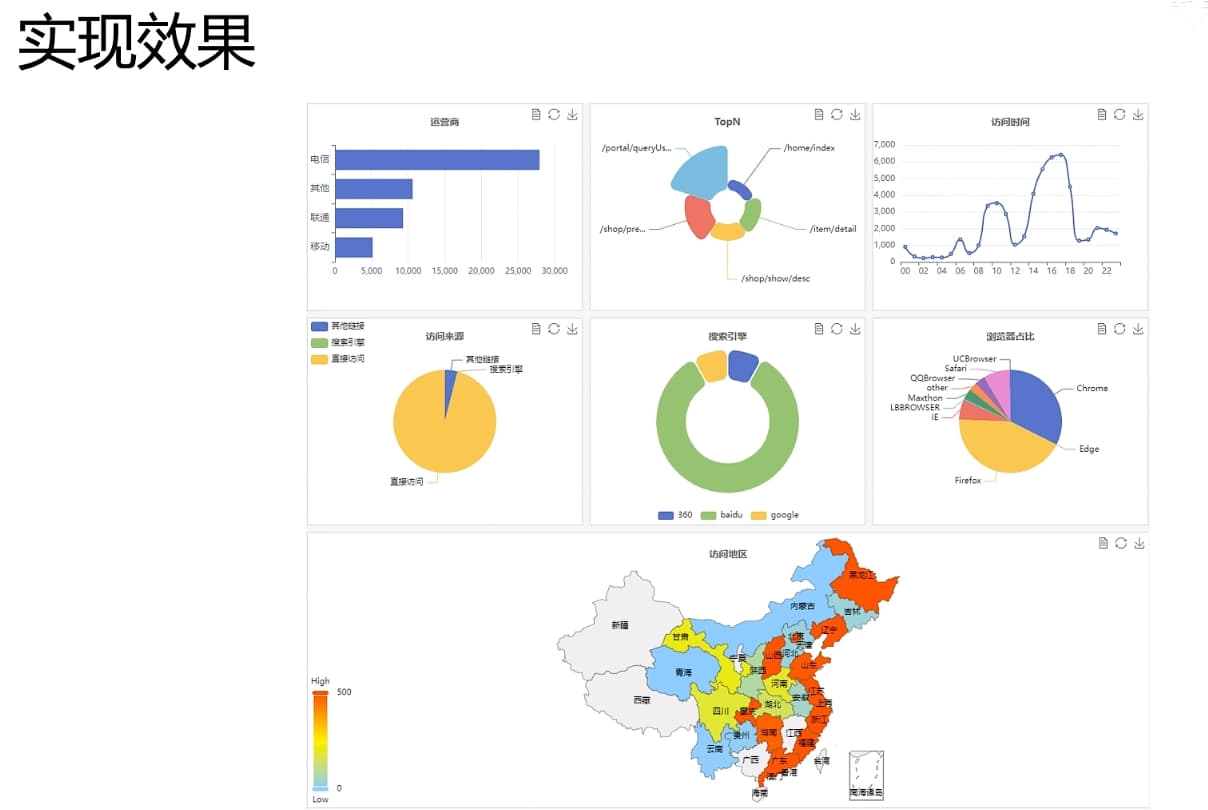 实现效果
运营商
电信
其他
联通
移动
0 5,000 10,000 15,000 20,000 25,000 30,000
TopN
/portal/queryUs...
/home/index
/shop/pre...
/item/detail
/shop/show/desc
访问时间
7,000
6,000
5,000
4,000
3,000
2,000
1,000
0
00 02 04 06 08 10 12 14 16 18 20 22
其他链接
搜索引擎
直接访问
访问来源
其他链接
搜索引擎
直接访问
搜索引擎
360 baidu google
浏览器占比
UCBrowser
Safari
QQBrowser
other
Maxthon
LBBROWSER
IE
Chrome
Edge
Firefox
访问地区
黑龙江
内蒙古
吉林
新疆
辽宁
甘肃
北京
天津
河北
宁夏
山西
山东
青海
陕西
河南
江苏
安徽
西藏
四川
重庆
湖北
上海
浙江
贵州
湖南
江西
福建
云南
广西
广东
台湾
香港
澳门
海南
南海诸岛
High
500
0
Low